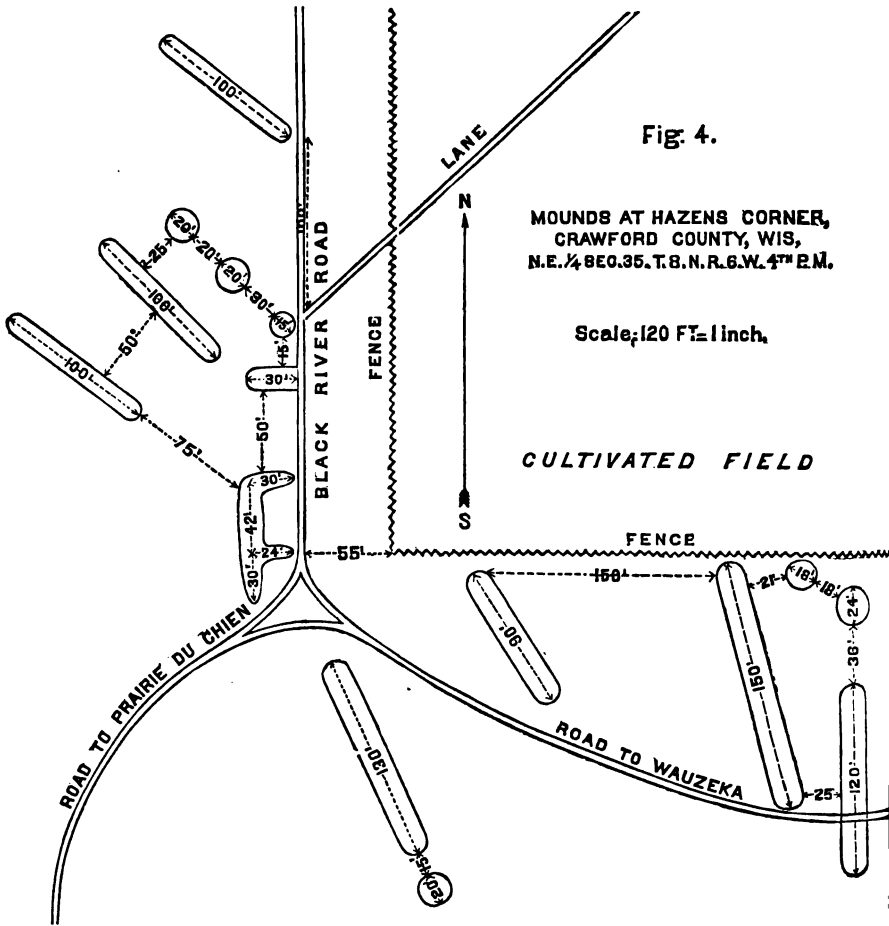 Fig. 4.
MOUNDS AT HAZENS CORNER,
CRAWFORD COUNTY, WIS,
N.E.¼ SEC.35.T.8.N.R.6.W.4TH P.M.
Scale; 120 FT=1 inch.
N
S
LANE
BLACK RIVER ROAD
FENCE
CULTIVATED FIELD
FENCE
ROAD TO PRAIRIE DU CHIEN
ROAD TO WAUZEKA
100'
20'
25
20'
20'
100'
50'
100'
30'
15'
15'
30'
50'
75'
30'
42'
24'
30'
55'
150'
21'
18'
18'
24'
36'
90'
150'
120'
25
130'
15'
20'